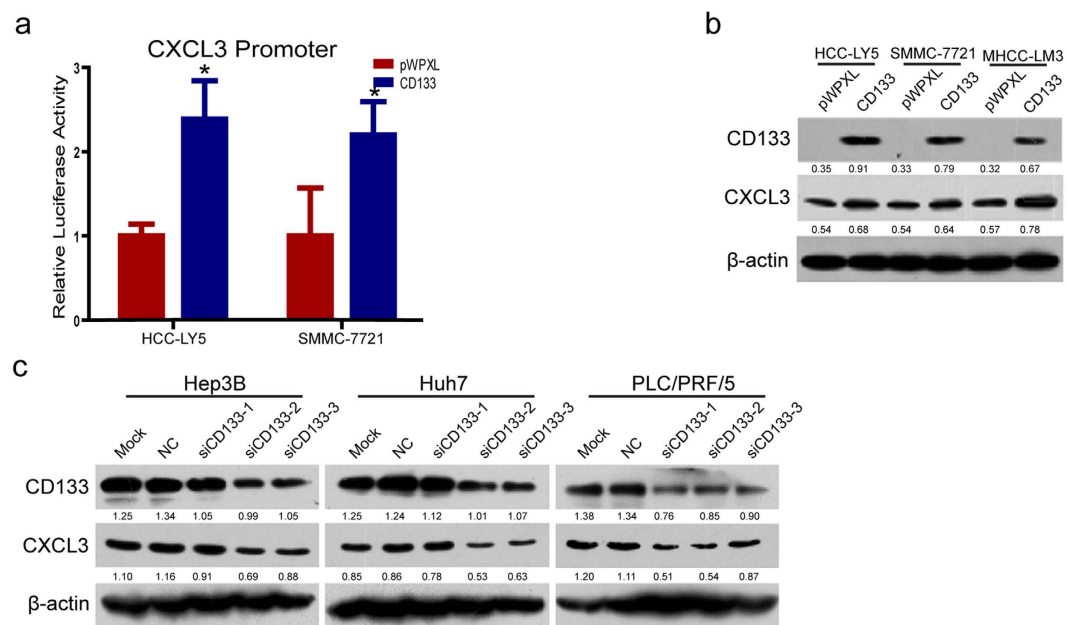 a
CXCL3 Promoter
pWPXL
CD133
Relative Luciferase Activity
3
2
1
0
*
*
HCC-LY5
SMMC-7721
b
HCC-LY5 SMMC-7721 MHCC-LM3
pWPXL CD133 pWPXL CD133 pWPXL CD133
CD133
0.35 0.91 0.33 0.79 0.32 0.67
CXCL3
0.54 0.68 0.54 0.64 0.57 0.78
β-actin
c
Hep3B Huh7 PLC/PRF/5
Mock NC siCD133-1 siCD133-2 siCD133-3 Mock NC siCD133-1 siCD133-2 siCD133-3 Mock NC siCD133-1 siCD133-2 siCD133-3
CD133
1.25 1.34 1.05 0.99 1.05 1.25 1.24 1.12 1.01 1.07 1.38 1.34 0.76 0.85 0.90
CXCL3
1.10 1.16 0.91 0.69 0.88 0.85 0.86 0.78 0.53 0.63 1.20 1.11 0.51 0.54 0.87
β-actin